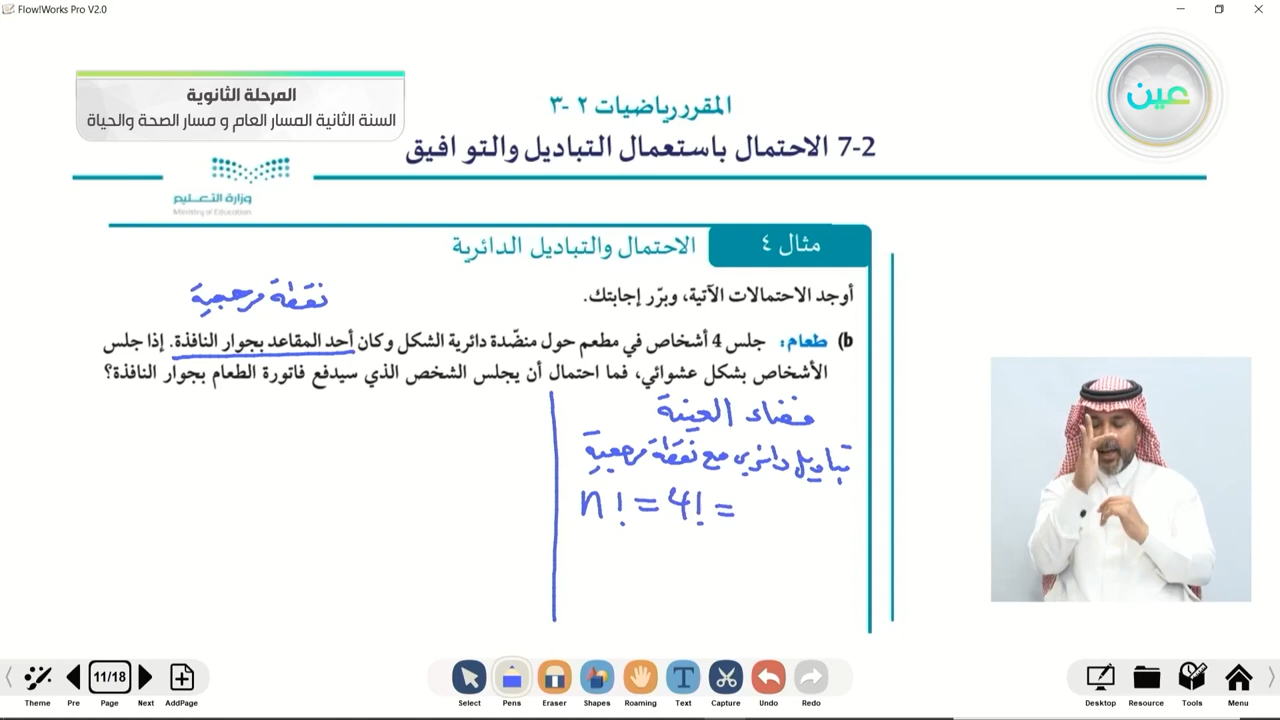 FlowlWorks Pro V2.0
عين
المرحلة الثانوية
السنة الثانية المسار العام و مسار الصحة والحياة
المقرر رياضيات ٢ -٣
7-2 الاحتمال باستعمال التباديل والتو افيق
وزارة التعليم
Ministry of Education
مثال ٤
الاحتمال والتباديل الدائرية
أوجد الاحتمالات الآتية، وبرّر إجابتك.
نقطة مرجعية
b) طعام: جلس 4 أشخاص في مطعم حول منضّدة دائرية الشكل وكان أحد المقاعد بجوار النافذة. إذا جلس
الأشخاص بشكل عشوائي، فما احتمال أن يجلس الشخص الذي سيدفع فاتورة الطعام بجوار النافذة؟
فضاء العينة
تباديل دائري مع نقطة مرجعية
n! = 4! =
11/18
Theme Pre Page Next AddPage
Select Pens Eraser Shapes Roaming Text Capture Undo Redo
Desktop Resource Tools Menu